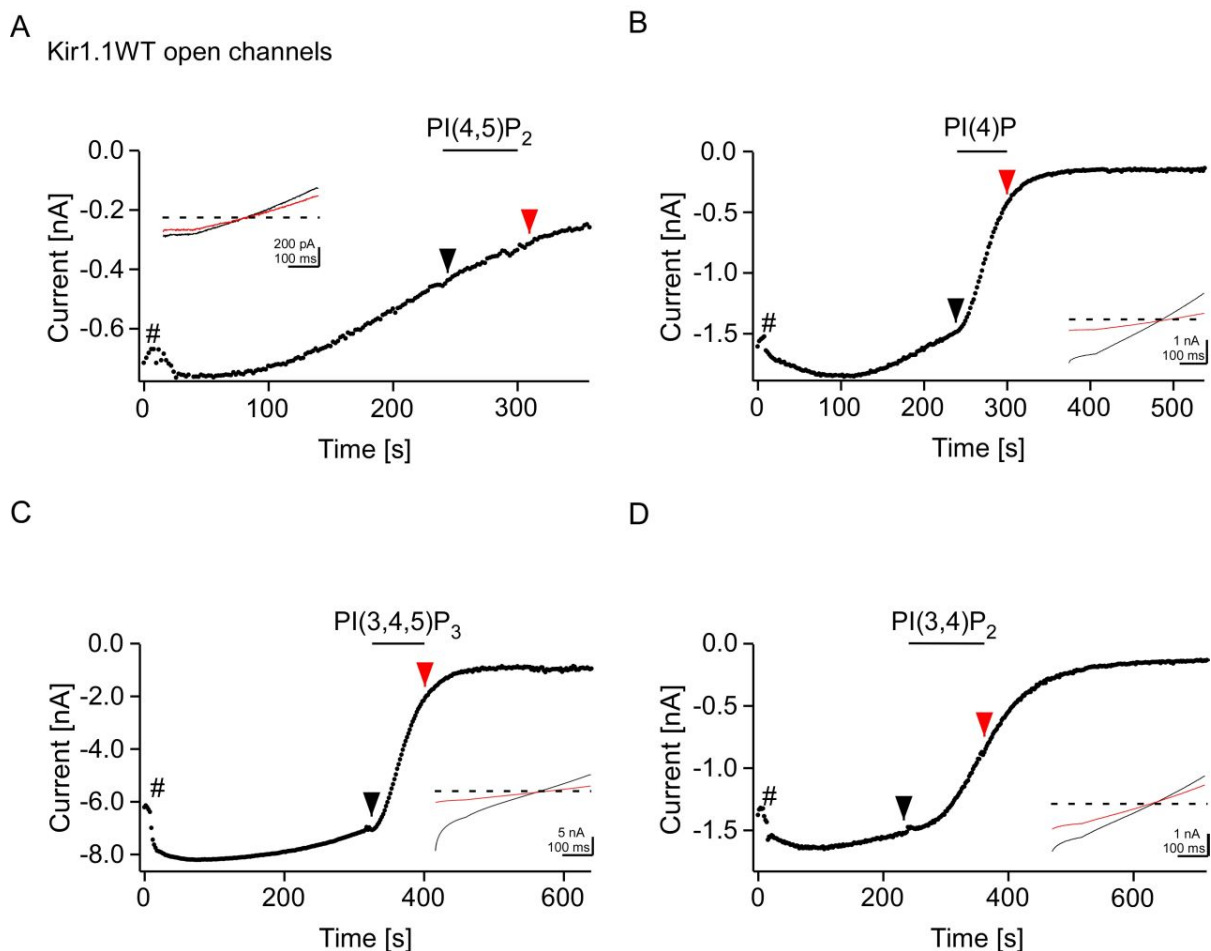 A
Kir1.1WT open channels
PI(4,5)P2
0.0
-0.2
-0.4
-0.6
Current [nA]
#
200 pA
100 ms
0
100
200
300
Time [s]
B
PI(4)P
0.0
-0.5
-1.0
-1.5
Current [nA]
#
1 nA
100 ms
0
100
200
300
400
500
Time [s]
C
PI(3,4,5)P3
0.0
-2.0
-4.0
-6.0
-8.0
Current [nA]
#
5 nA
100 ms
0
200
400
600
Time [s]
D
PI(3,4)P2
0.0
-0.5
-1.0
-1.5
Current [nA]
#
1 nA
100 ms
0
200
400
600
Time [s]